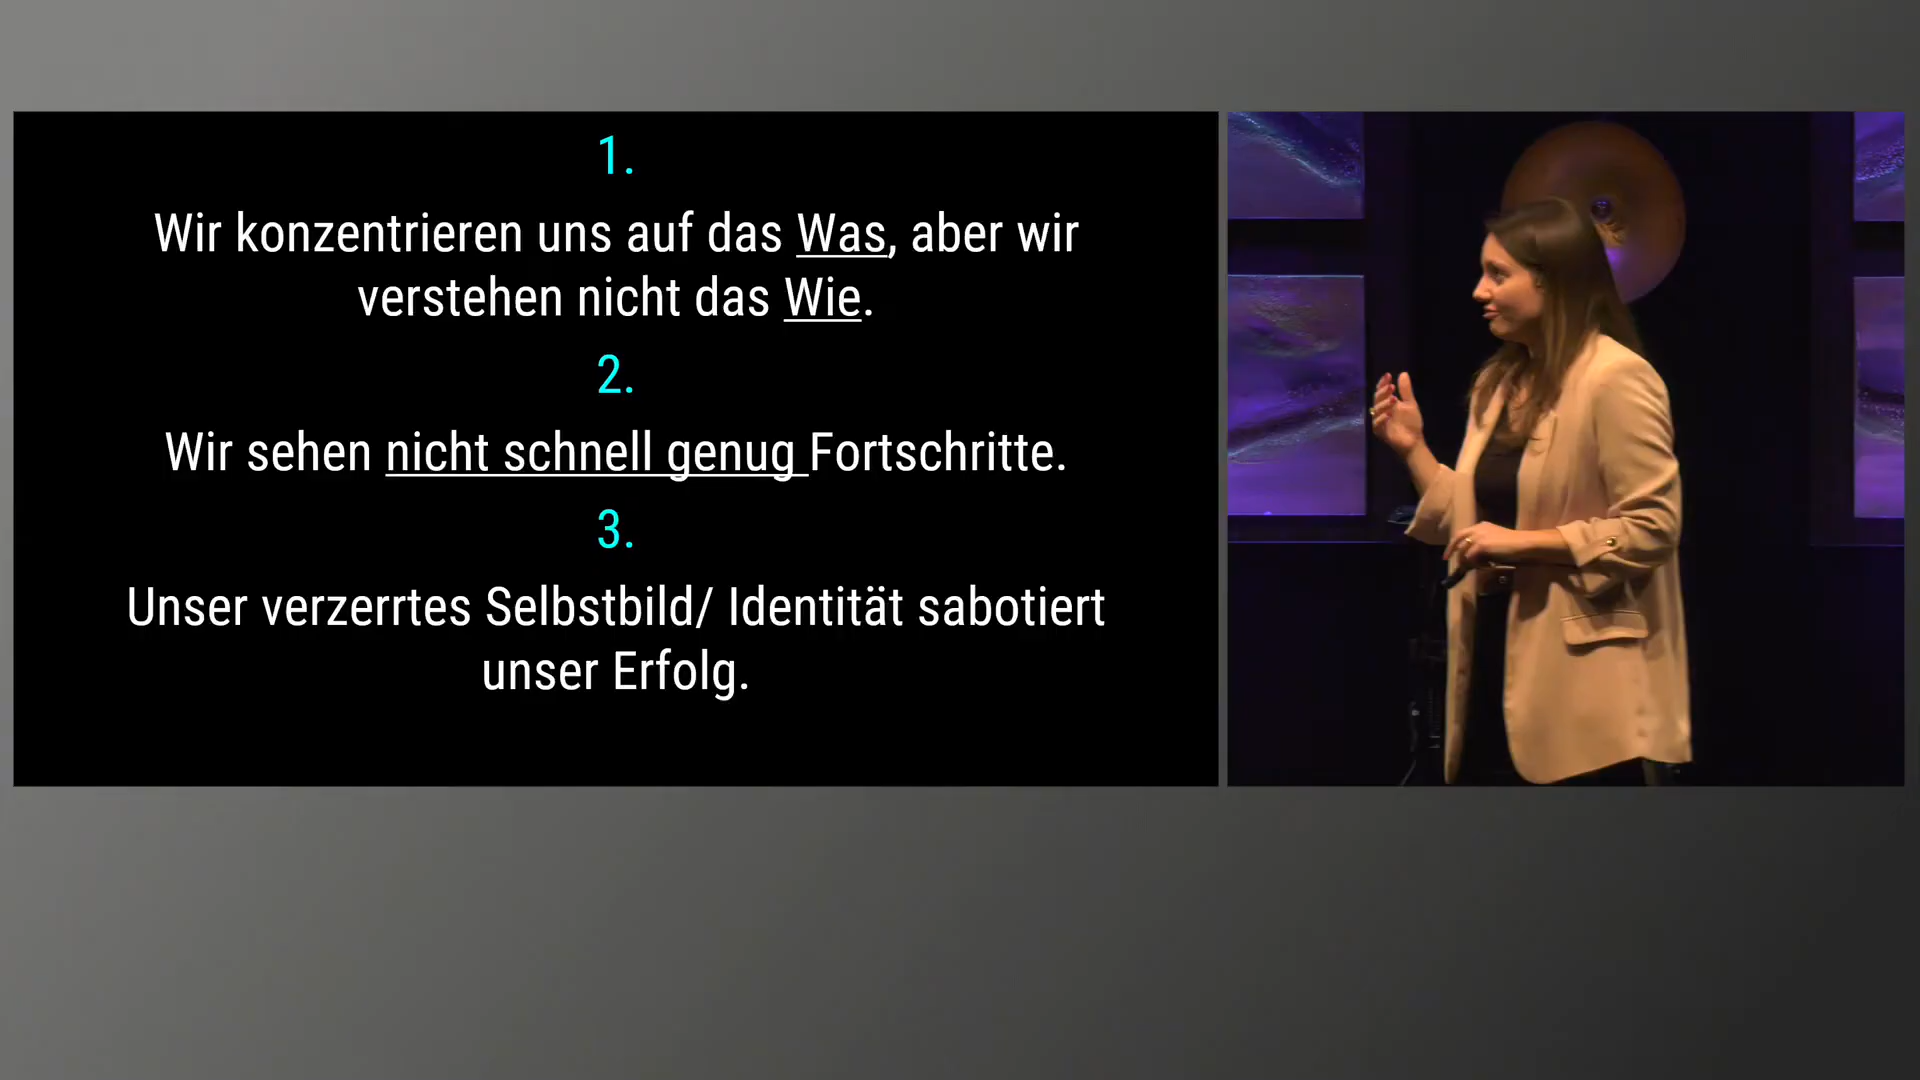 1.
Wir konzentrieren uns auf das Was, aber wir
verstehen nicht das Wie.
2.
Wir sehen nicht schnell genug Fortschritte.
3.
Unser verzerrtes Selbstbild/ Identität sabotiert
unser Erfolg.